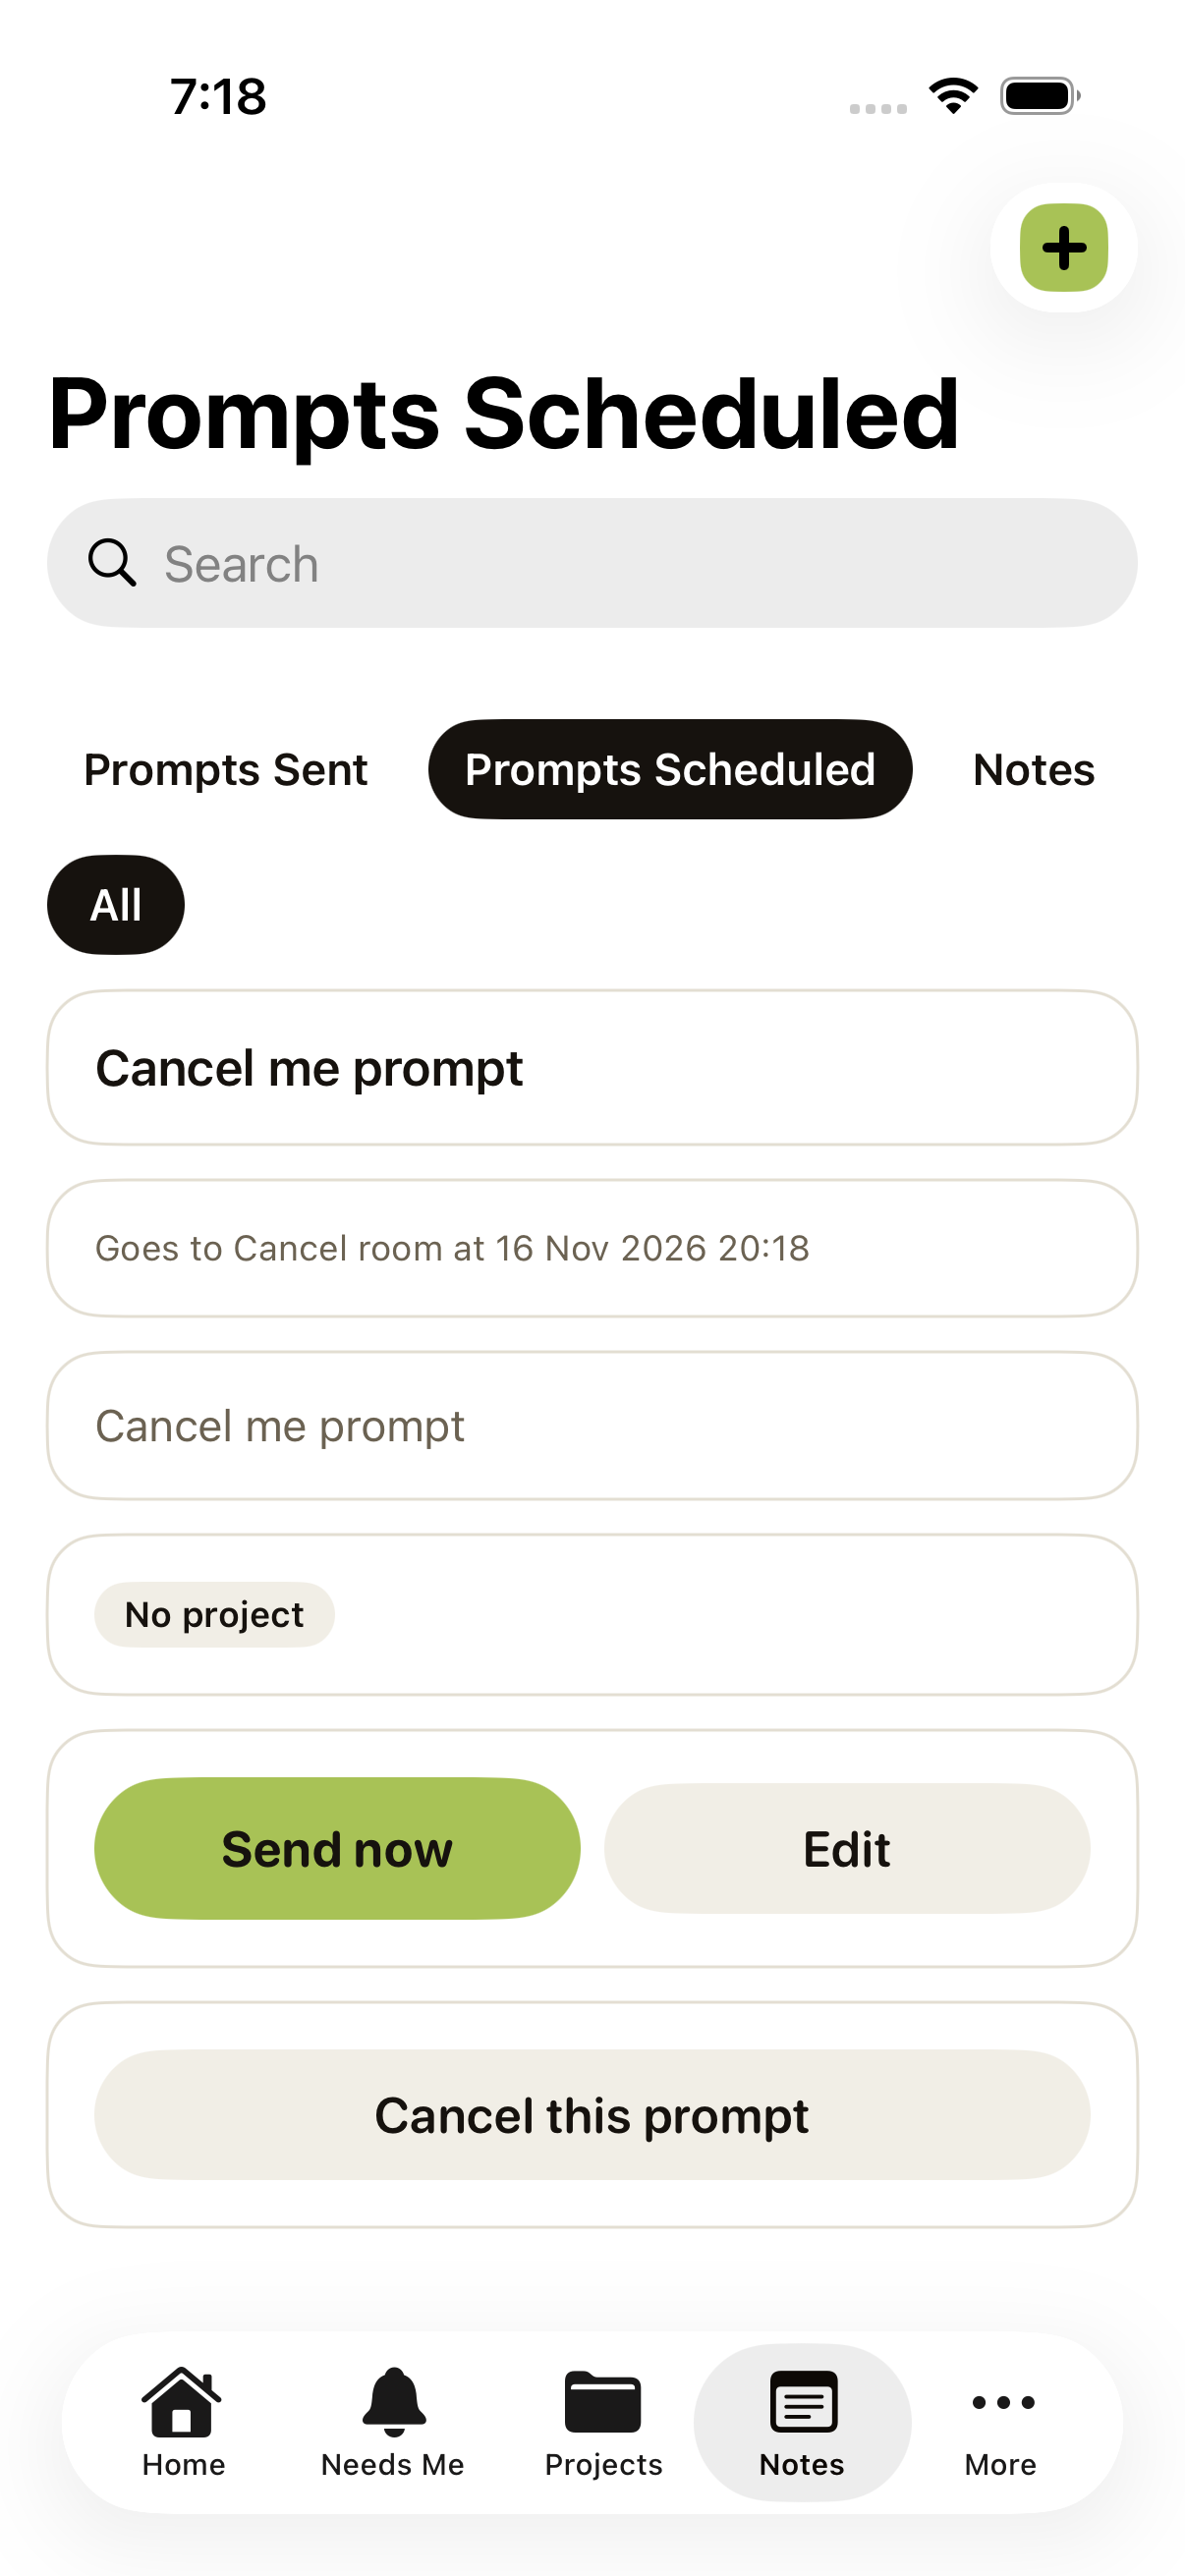 7:18
Prompts Scheduled
Search
Prompts Sent
Prompts Scheduled
Notes
All
Cancel me prompt
Goes to Cancel room at 16 Nov 2026 20:18
Cancel me prompt
No project
Send now
Edit
Cancel this prompt
Home
Needs Me
Projects
Notes
More